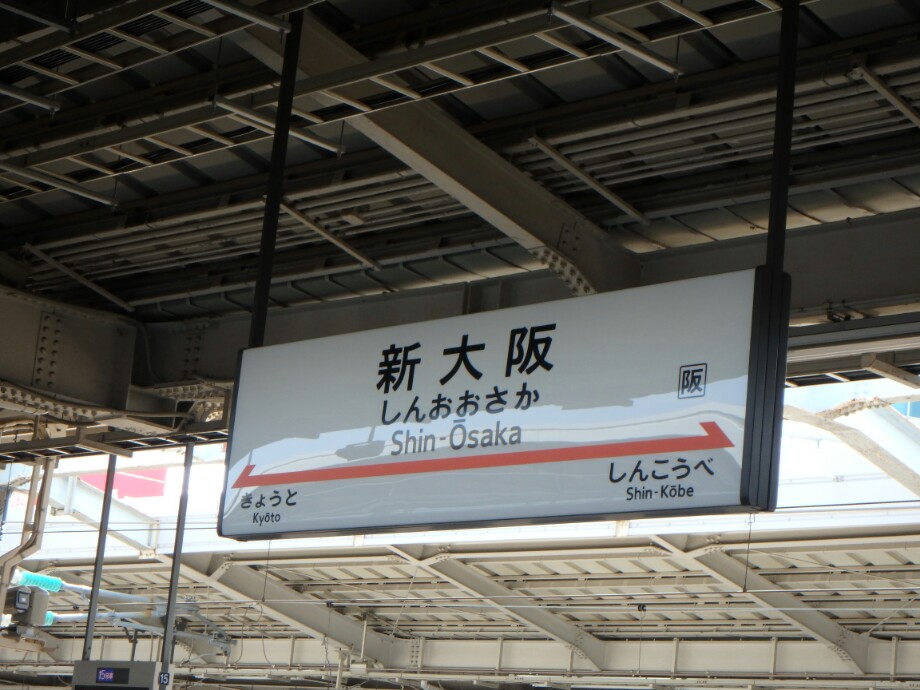 新大阪
しんおおさか
Shin-Ōsaka
阪
きょうと
Kyōto
しんこうべ
Shin-Kōbe
15